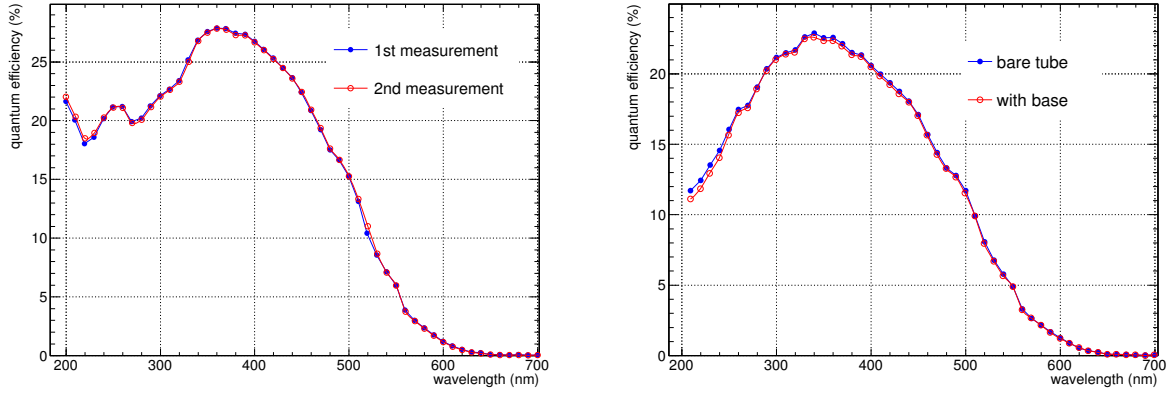 quantum efficiency (%)
25
20
15
10
5
0
200
300
400
500
600
700
wavelength (nm)
1st measurement
2nd measurement
quantum efficiency (%)
20
15
10
5
0
200
300
400
500
600
700
wavelength (nm)
bare tube
with base